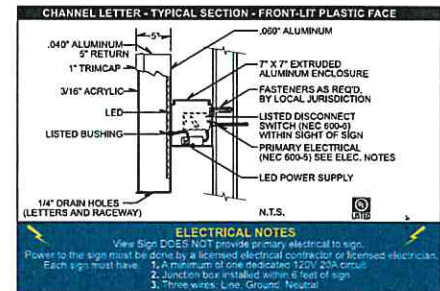 CHANNEL LETTER - TYPICAL SECTION - FRONT-LIT PLASTIC FACE
5"
.040" ALUMINUM
5" RETURN
1" TRIMCAP
3/16" ACRYLIC
LED
LISTED BUSHING
1/4" DRAIN HOLES
(LETTERS AND RACEWAY)
.060" ALUMINUM
7" X 7" EXTRUDED
ALUMINUM ENCLOSURE
FASTENERS AS REQ'D.
BY LOCAL JURISDICTION
LISTED DISCONNECT
SWITCH (NEC 600-6)
WITHIN SIGHT OF SIGN
PRIMARY ELECTRICAL
(NEC 600-5) SEE ELEC. NOTES
LED POWER SUPPLY
N.T.S.
UL
LISTED
ELECTRICAL NOTES
View Sign DOES NOT provide primary electrical to sign.
Power to the sign must be done by a licensed electrical contractor or licensed electrician.
Each sign must have: 1. A minimum of one dedicated 120V 20A circuit
2. Junction box installed within 6 feet of sign
3. Three wires: Line, Ground, Neutral